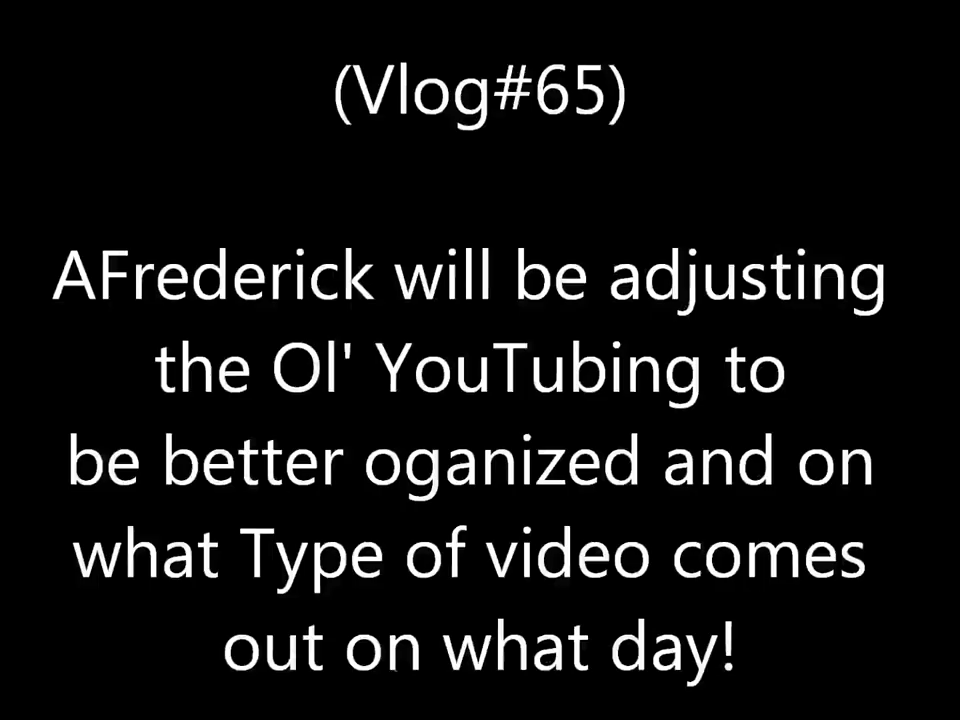 (Vlog#65)
AFrederick will be adjusting
the Ol' YouTubing to
be better oganized and on
what Type of video comes
out on what day!